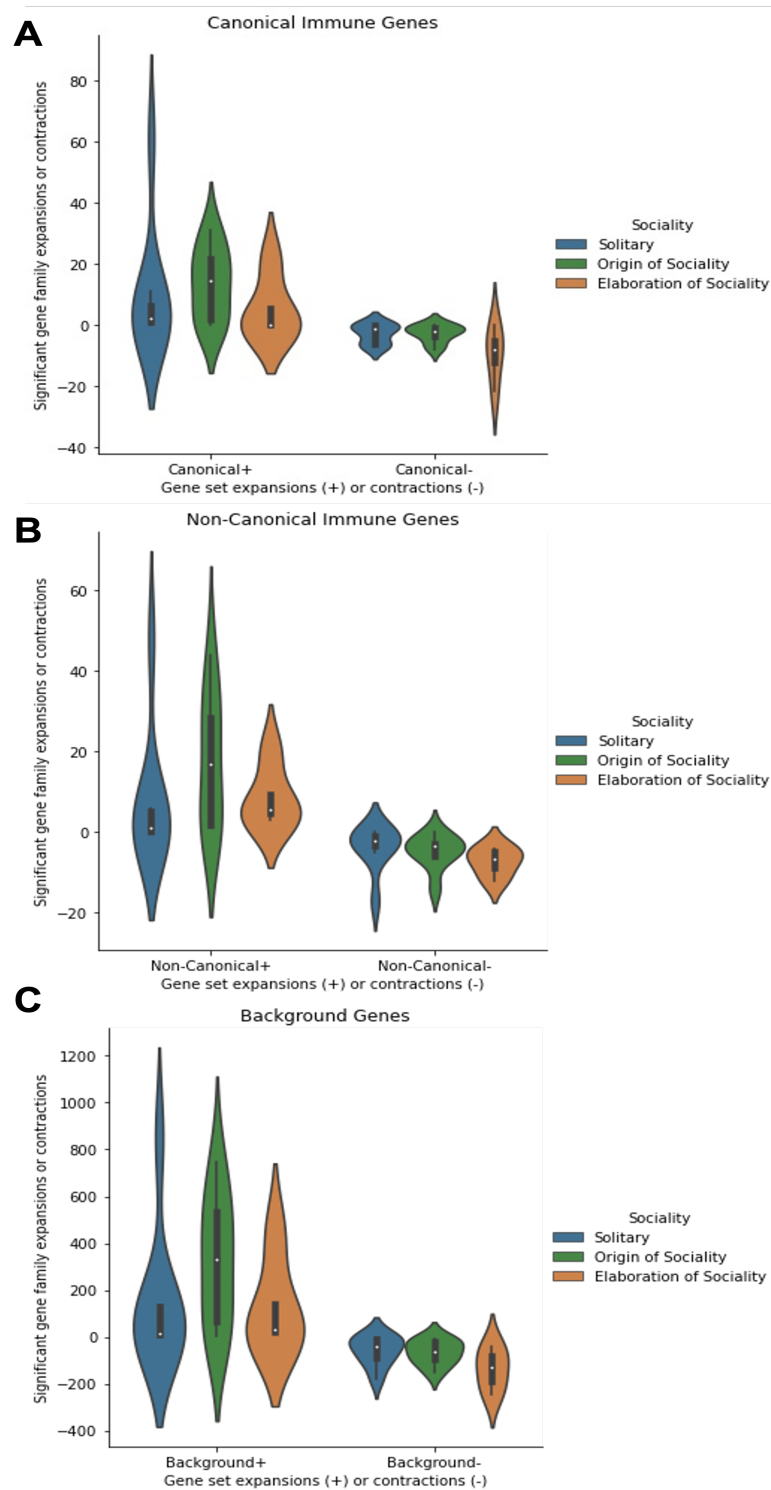 A
Canonical Immune Genes
Significant gene family expansions or contractions
80
60
40
20
0
−20
−40
Canonical+
Canonical-
Gene set expansions (+) or contractions (-)
Sociality
Solitary
Origin of Sociality
Elaboration of Sociality
B
Non-Canonical Immune Genes
Significant gene family expansions or contractions
60
40
20
0
−20
Non-Canonical+
Non-Canonical-
Gene set expansions (+) or contractions (-)
Sociality
Solitary
Origin of Sociality
Elaboration of Sociality
C
Background Genes
Significant gene family expansions or contractions
1200
1000
800
600
400
200
0
−200
−400
Background+
Background-
Gene set expansions (+) or contractions (-)
Sociality
Solitary
Origin of Sociality
Elaboration of Sociality